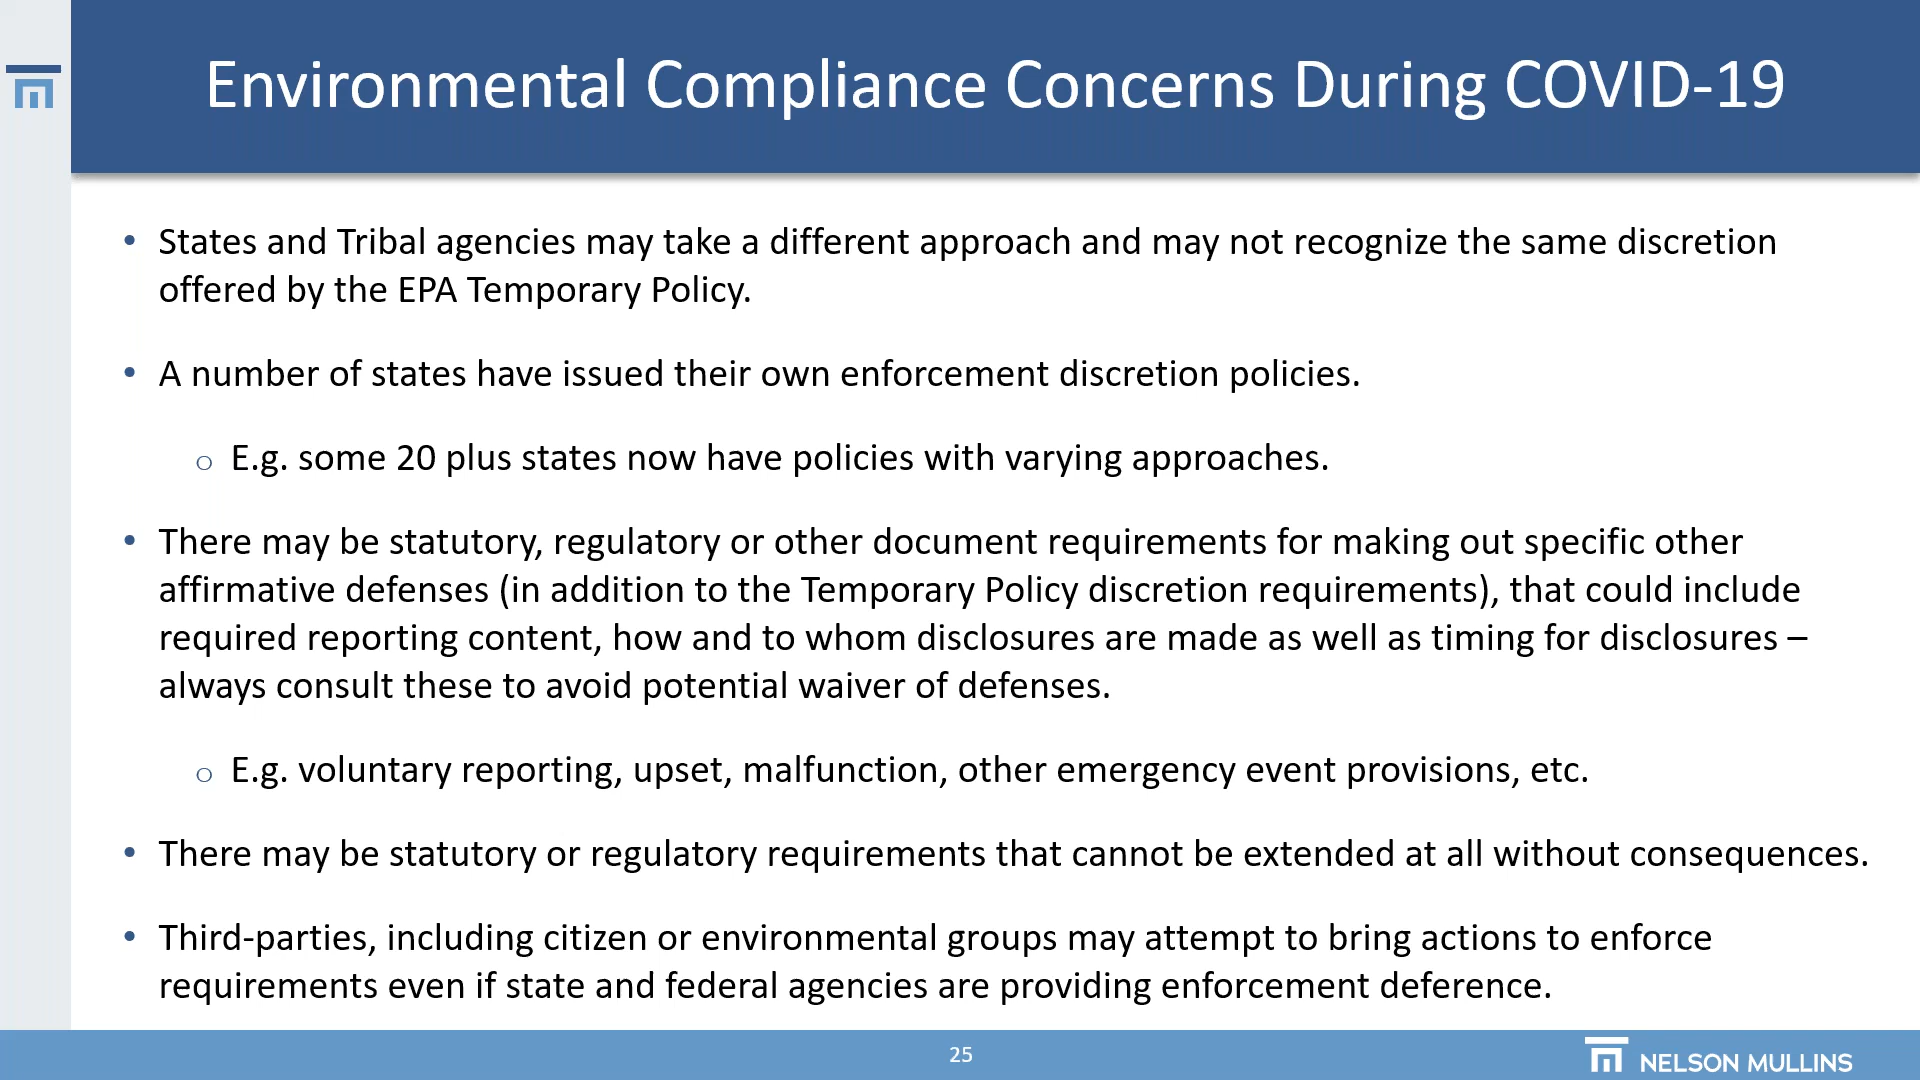 Environmental Compliance Concerns During COVID-19
• States and Tribal agencies may take a different approach and may not recognize the same discretion
offered by the EPA Temporary Policy.
• A number of states have issued their own enforcement discretion policies.
o E.g. some 20 plus states now have policies with varying approaches.
• There may be statutory, regulatory or other document requirements for making out specific other
affirmative defenses (in addition to the Temporary Policy discretion requirements), that could include
required reporting content, how and to whom disclosures are made as well as timing for disclosures –
always consult these to avoid potential waiver of defenses.
o E.g. voluntary reporting, upset, malfunction, other emergency event provisions, etc.
• There may be statutory or regulatory requirements that cannot be extended at all without consequences.
• Third-parties, including citizen or environmental groups may attempt to bring actions to enforce
requirements even if state and federal agencies are providing enforcement deference.
25
NELSON MULLINS